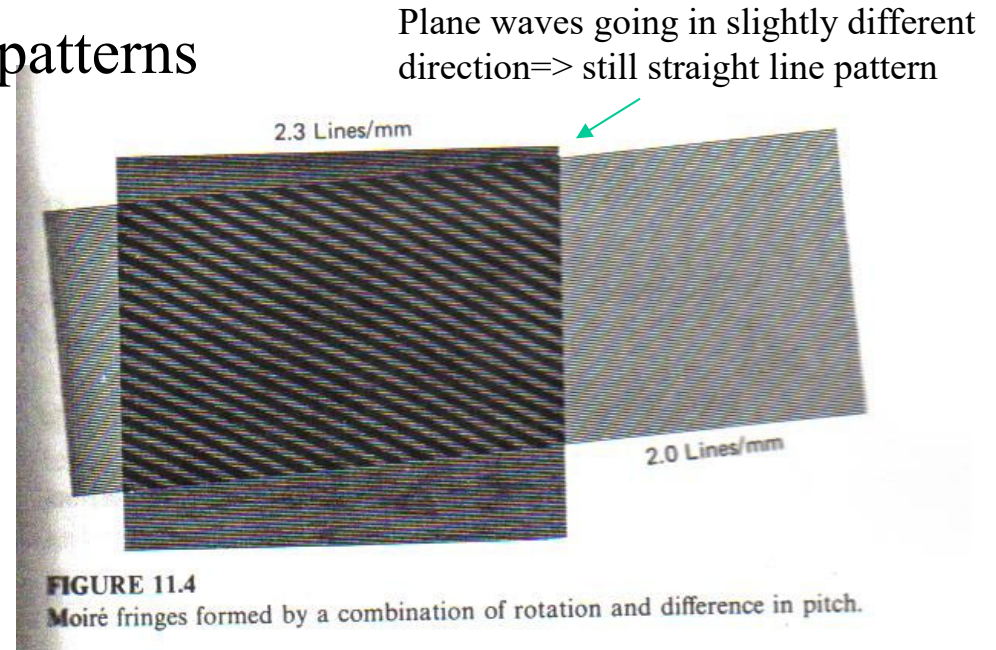 patterns
Plane waves going in slightly different
direction=> still straight line pattern
2.3 Lines/mm
2.0 Lines/mm
FIGURE 11.4
Moiré fringes formed by a combination of rotation and difference in pitch.